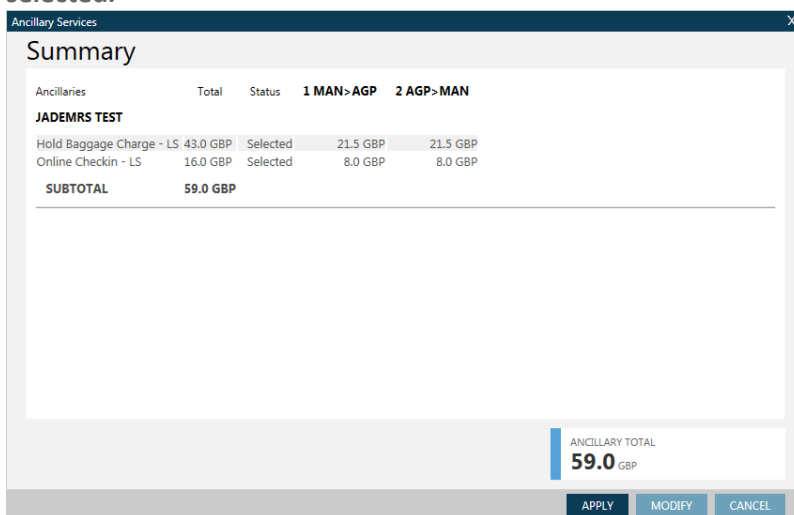 selected.
Ancillary Services X
Summary
Ancillaries Total Status 1 MAN>AGP 2 AGP>MAN
JADEMRS TEST
Hold Baggage Charge - LS 43.0 GBP Selected 21.5 GBP 21.5 GBP
Online Checkin - LS 16.0 GBP Selected 8.0 GBP 8.0 GBP
SUBTOTAL 59.0 GBP
ANCILLARY TOTAL
59.0 GBP
APPLY MODIFY CANCEL